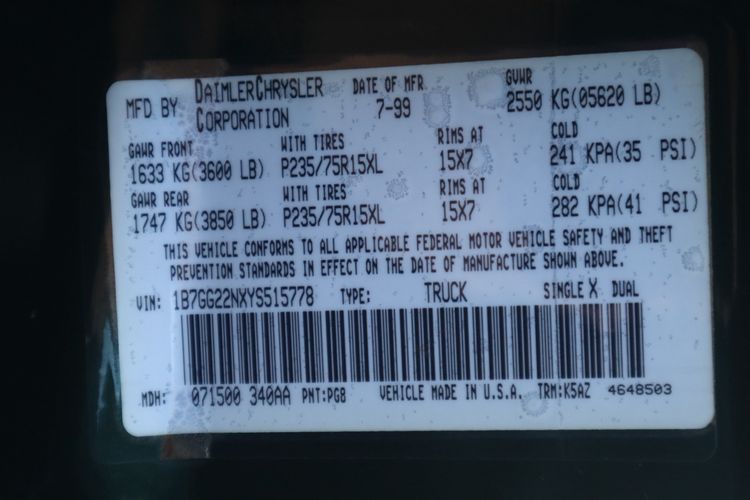 MFD BY DAIMLERCHRYSLER CORPORATION DATE OF MFR 7-99 GVWR 2550 KG(05620 LB)
GAWR FRONT WITH TIRES RIMS AT COLD
1633 KG(3600 LB) P235/75R15XL 15X7 241 KPA(35 PSI)
GAWR REAR WITH TIRES RIMS AT COLD
1747 KG(3850 LB) P235/75R15XL 15X7 282 KPA(41 PSI)
THIS VEHICLE CONFORMS TO ALL APPLICABLE FEDERAL MOTOR VEHICLE SAFETY AND THEFT
PREVENTION STANDARDS IN EFFECT ON THE DATE OF MANUFACTURE SHOWN ABOVE.
VIN: 1B7GG22NXYS515778 TYPE: TRUCK SINGLE X DUAL
MDH: 071500 340AA PNT:PG8 VEHICLE MADE IN U.S.A. TRM:K5AZ 4648503